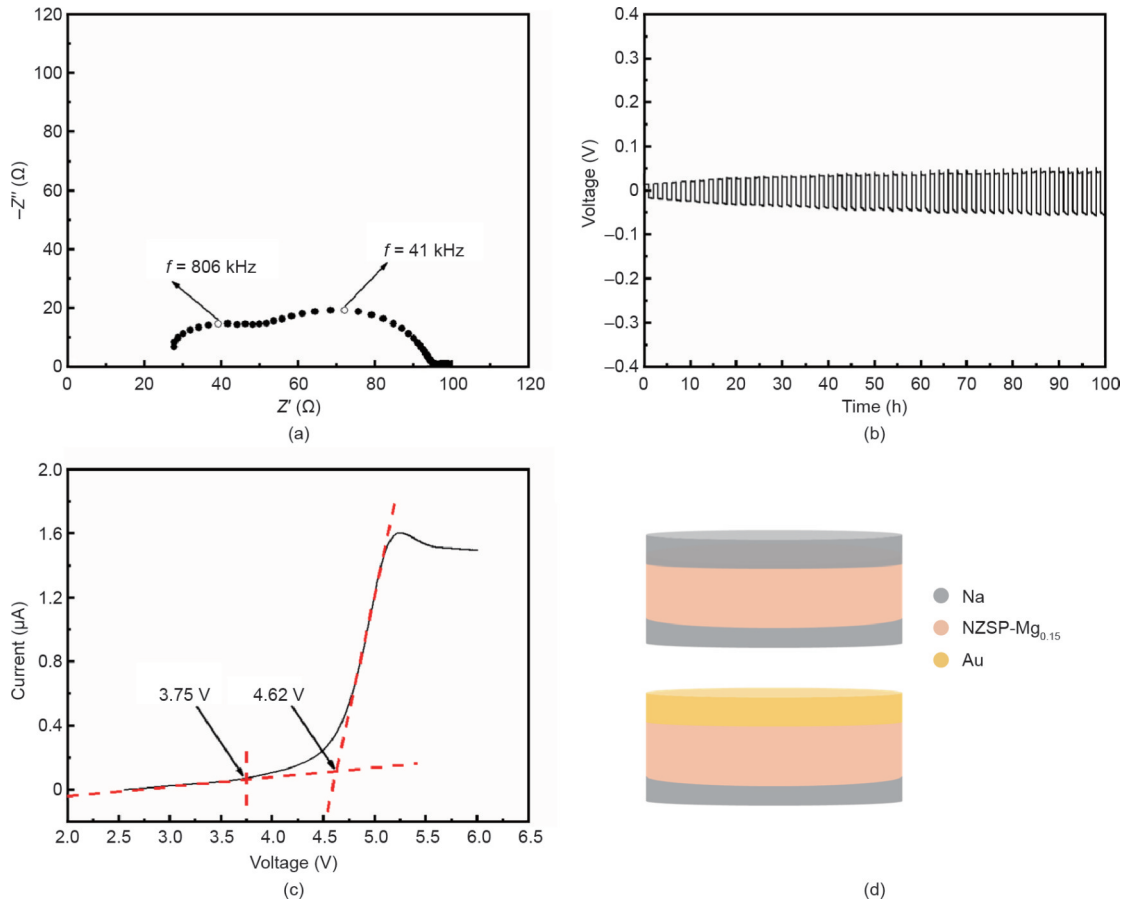 120
100
80
60
40
20
0
–Z″ (Ω)
f = 806 kHz
f = 41 kHz
0 20 40 60 80 100 120
Z′ (Ω)
(a)
0.4
0.3
0.2
0.1
0
–0.1
–0.2
–0.3
–0.4
Voltage (V)
0 10 20 30 40 50 60 70 80 90 100
Time (h)
(b)
2.0
1.6
1.2
0.8
0.4
0
Current (μA)
3.75 V
4.62 V
2.0 2.5 3.0 3.5 4.0 4.5 5.0 5.5 6.0 6.5
Voltage (V)
(c)
Na
NZSP-Mg0.15
Au
(d)